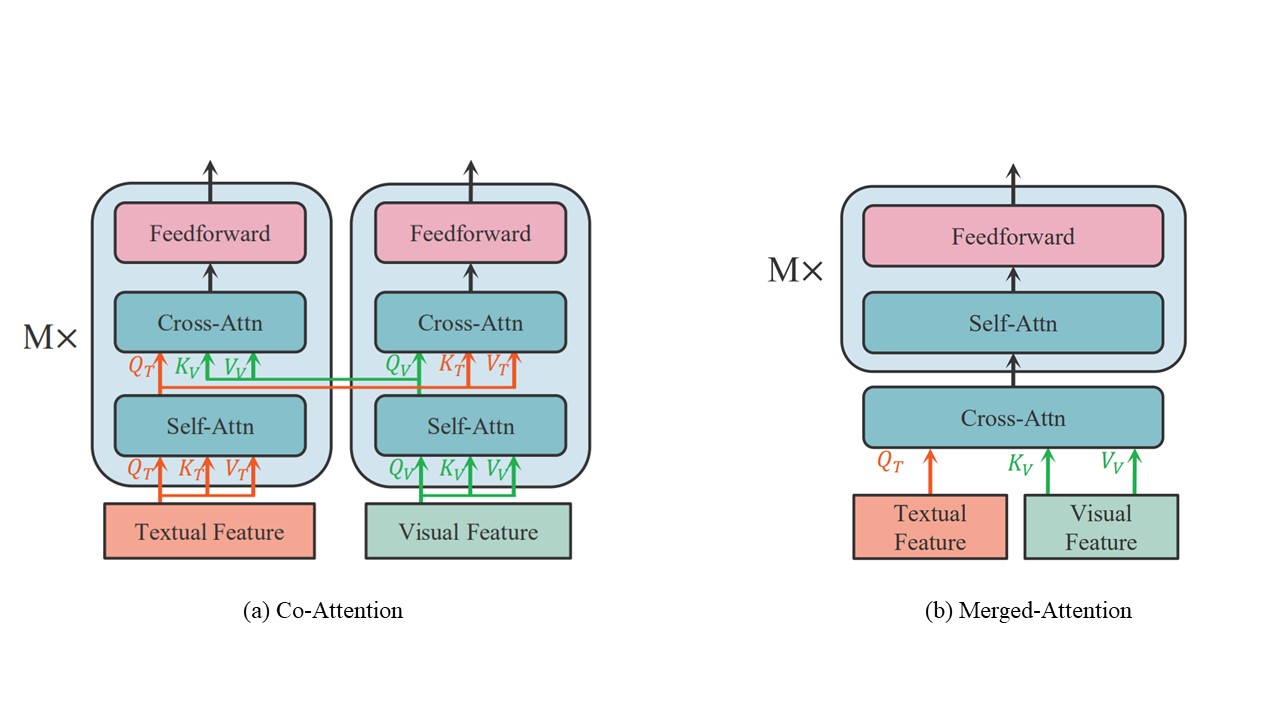 Feedforward
Cross-Attn
Q_T K_V V_V
Self-Attn
Q_T K_T V_T
Textual Feature
M×
Feedforward
Cross-Attn
Q_V K_T V_T
Self-Attn
Q_V K_V V_V
Visual Feature
(a) Co-Attention
M×
Feedforward
Self-Attn
Cross-Attn
Q_T K_V V_V
Textual
Feature
Visual
Feature
(b) Merged-Attention